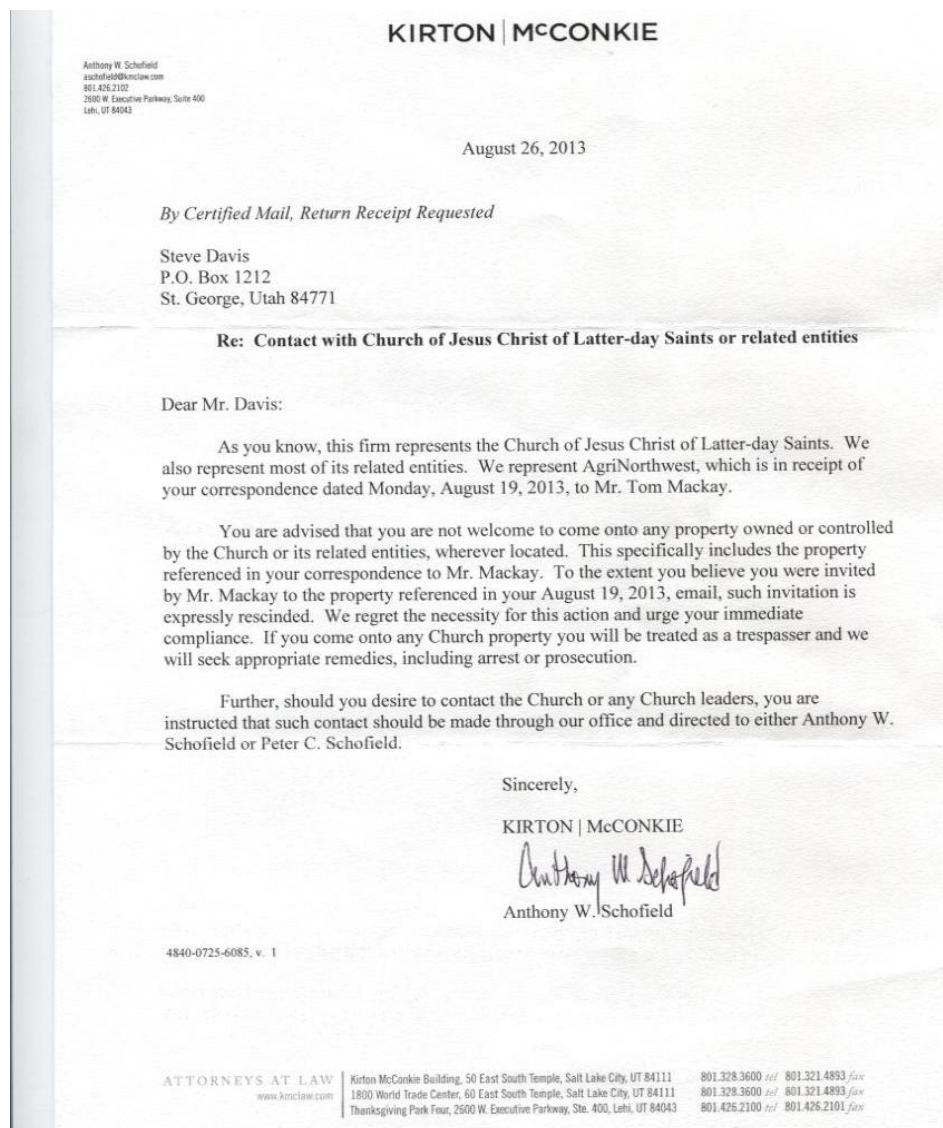 KIRTON | McCONKIE
Anthony W. Schofield
aschofield@kmclaw.com
801.426.2102
2600 W. Executive Parkway, Suite 400
Lehi, UT 84043
August 26, 2013
By Certified Mail, Return Receipt Requested
Steve Davis
P.O. Box 1212
St. George, Utah 84771
Re: Contact with Church of Jesus Christ of Latter-day Saints or related entities
Dear Mr. Davis:
As you know, this firm represents the Church of Jesus Christ of Latter-day Saints. We
also represent most of its related entities. We represent AgriNorthwest, which is in receipt of
your correspondence dated Monday, August 19, 2013, to Mr. Tom Mackay.
You are advised that you are not welcome to come onto any property owned or controlled
by the Church or its related entities, wherever located. This specifically includes the property
referenced in your correspondence to Mr. Mackay. To the extent you believe you were invited
by Mr. Mackay to the property referenced in your August 19, 2013, email, such invitation is
expressly rescinded. We regret the necessity for this action and urge your immediate
compliance. If you come onto any Church property you will be treated as a trespasser and we
will seek appropriate remedies, including arrest or prosecution.
Further, should you desire to contact the Church or any Church leaders, you are
instructed that such contact should be made through our office and directed to either Anthony W.
Schofield or Peter C. Schofield.
Sincerely,
KIRTON | McCONKIE
Anthony W Schofield
Anthony W. Schofield
4840-0725-6085, v. 1
ATTORNEYS AT LAW
www.kmclaw.com
Kirton McConkie Building, 50 East South Temple, Salt Lake City, UT 84111 801.328.3600 tel 801.321.4893 fax
1800 World Trade Center, 60 East South Temple, Salt Lake City, UT 84111 801.328.3600 tel 801.321.4893 fax
Thanksgiving Park Four, 2600 W. Executive Parkway, Ste. 400, Lehi, UT 84043 801.426.2100 tel 801.426.2101 fax